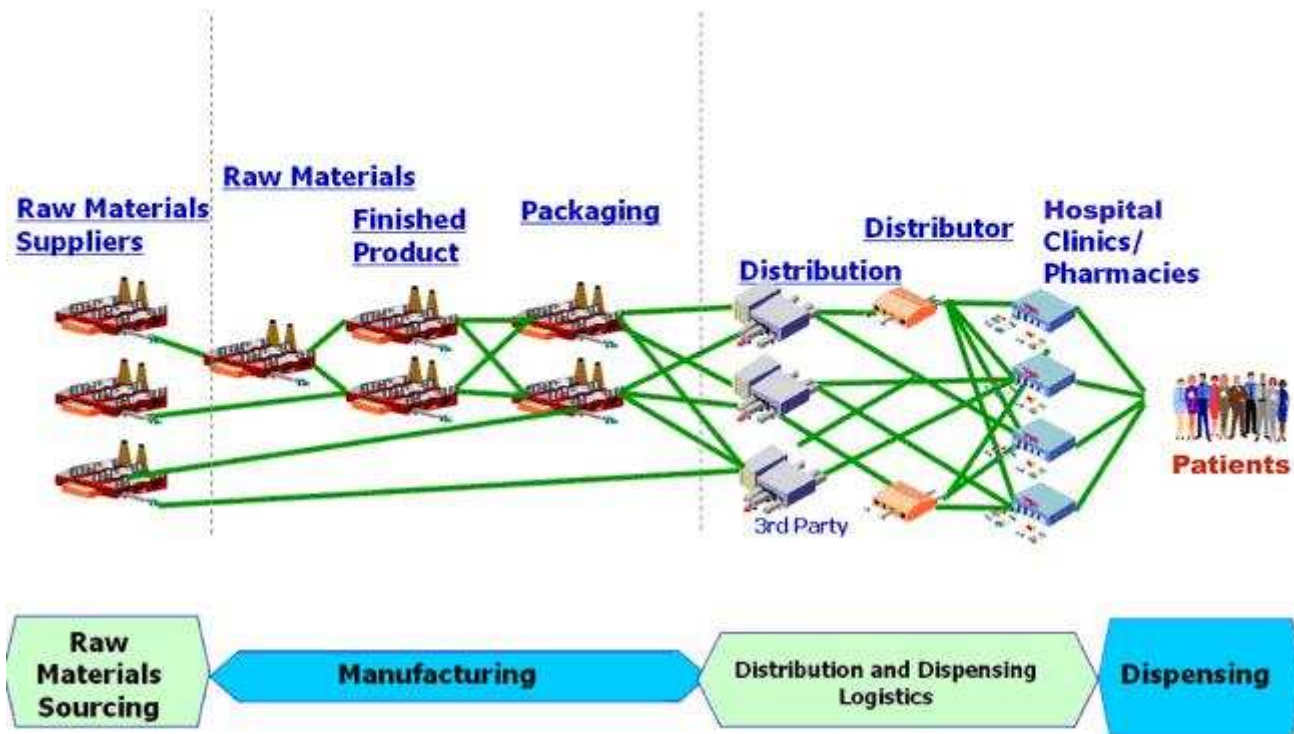 Raw Materials
Suppliers
Raw Materials
Finished
Product
Packaging
Distribution
Distributor
Hospital
Clinics/
Pharmacies
3rd Party
Patients
Raw
Materials
Sourcing
Manufacturing
Distribution and Dispensing
Logistics
Dispensing